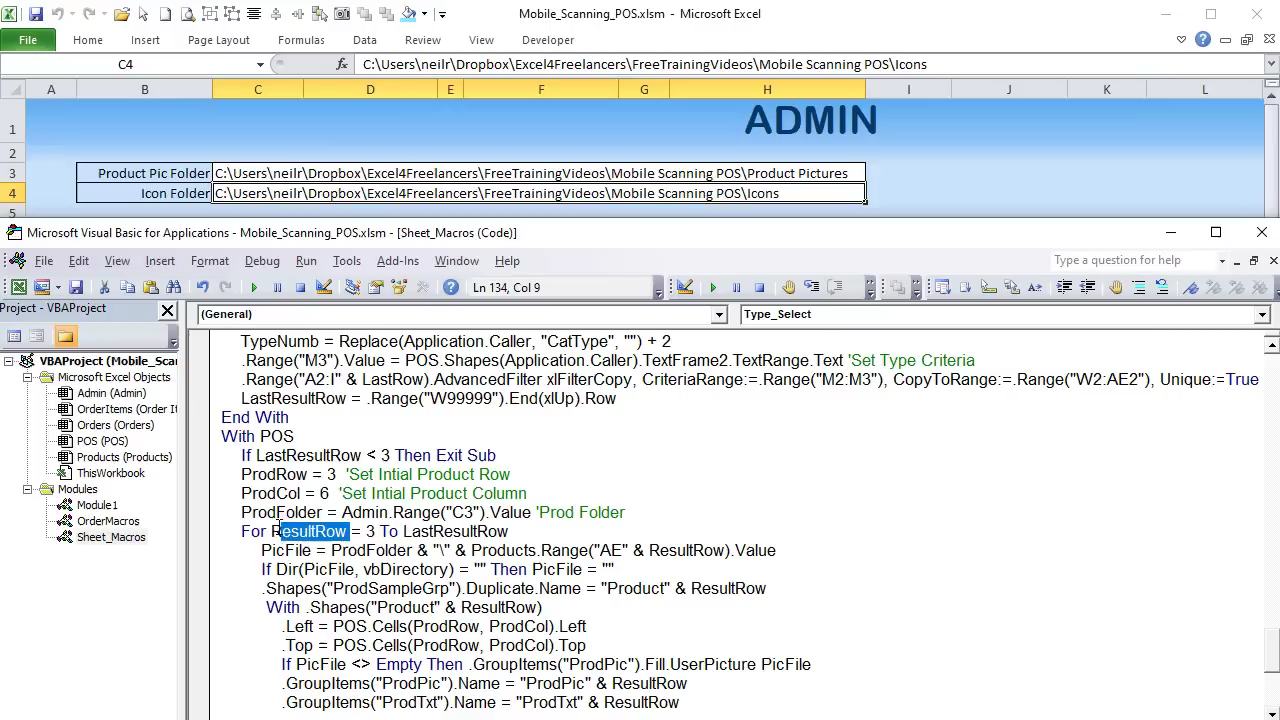 Mobile_Scanning_POS.xlsm - Microsoft Excel
File Home Insert Page Layout Formulas Data Review View Developer
C4 fx C:\Users\neilr\Dropbox\Excel4Freelancers\FreeTrainingVideos\Mobile Scanning POS\Icons
A B C D E F G H I J K L
1 ADMIN
2
3 Product Pic Folder C:\Users\neilr\Dropbox\Excel4Freelancers\FreeTrainingVideos\Mobile Scanning POS\Product Pictures
4 Icon Folder C:\Users\neilr\Dropbox\Excel4Freelancers\FreeTrainingVideos\Mobile Scanning POS\Icons
5
Microsoft Visual Basic for Applications - Mobile_Scanning_POS.xlsm - [Sheet_Macros (Code)]
File Edit View Insert Format Debug Run Tools Add-Ins Window Help Type a question for help
Ln 134, Col 9
Project - VBAProject
(General) Type_Select
VBAProject (Mobile_Scar
Microsoft Excel Objects
Admin (Admin)
OrderItems (Order It
Orders (Orders)
POS (POS)
Products (Products)
ThisWorkbook
Modules
Module1
OrderMacros
Sheet_Macros
TypeNumb = Replace(Application.Caller, "CatType", "") + 2
.Range("M3").Value = POS.Shapes(Application.Caller).TextFrame2.TextRange.Text 'Set Type Criteria
.Range("A2:I" & LastRow).AdvancedFilter xlFilterCopy, CriteriaRange:=.Range("M2:M3"), CopyToRange:=.Range("W2:AE2"), Unique:=True
LastResultRow = .Range("W99999").End(xlUp).Row
End With
With POS
If LastResultRow < 3 Then Exit Sub
ProdRow = 3 'Set Intial Product Row
ProdCol = 6 'Set Intial Product Column
ProdFolder = Admin.Range("C3").Value 'Prod Folder
For ResultRow = 3 To LastResultRow
PicFile = ProdFolder & "\" & Products.Range("AE" & ResultRow).Value
If Dir(PicFile, vbDirectory) = "" Then PicFile = ""
.Shapes("ProdSampleGrp").Duplicate.Name = "Product" & ResultRow
With .Shapes("Product" & ResultRow)
.Left = POS.Cells(ProdRow, ProdCol).Left
.Top = POS.Cells(ProdRow, ProdCol).Top
If PicFile <> Empty Then .GroupItems("ProdPic").Fill.UserPicture PicFile
.GroupItems("ProdPic").Name = "ProdPic" & ResultRow
.GroupItems("ProdTxt").Name = "ProdTxt" & ResultRow